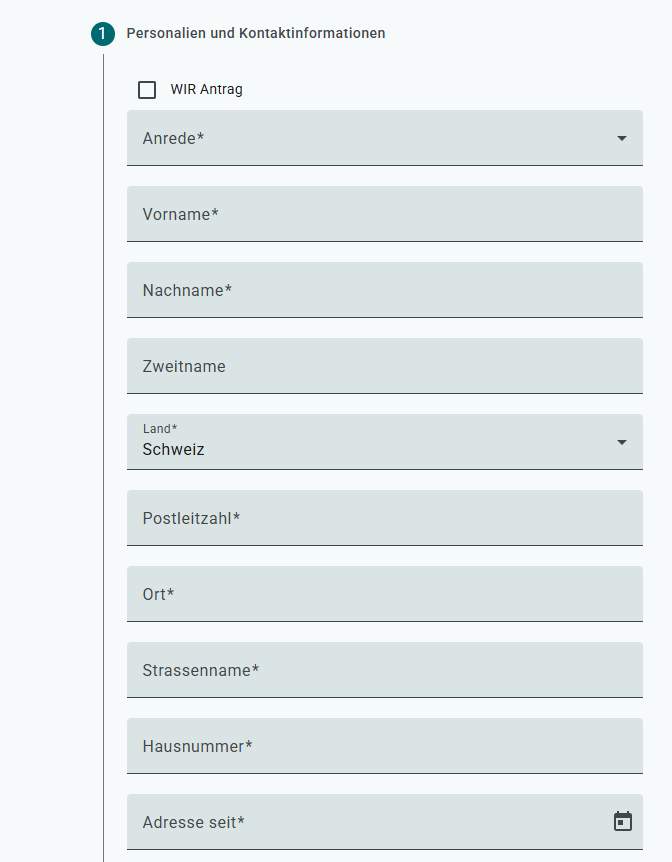 1 Personalien und Kontaktinformationen
WIR Antrag
Anrede*
Vorname*
Nachname*
Zweitname
Land*
Schweiz
Postleitzahl*
Ort*
Strassenname*
Hausnummer*
Adresse seit*